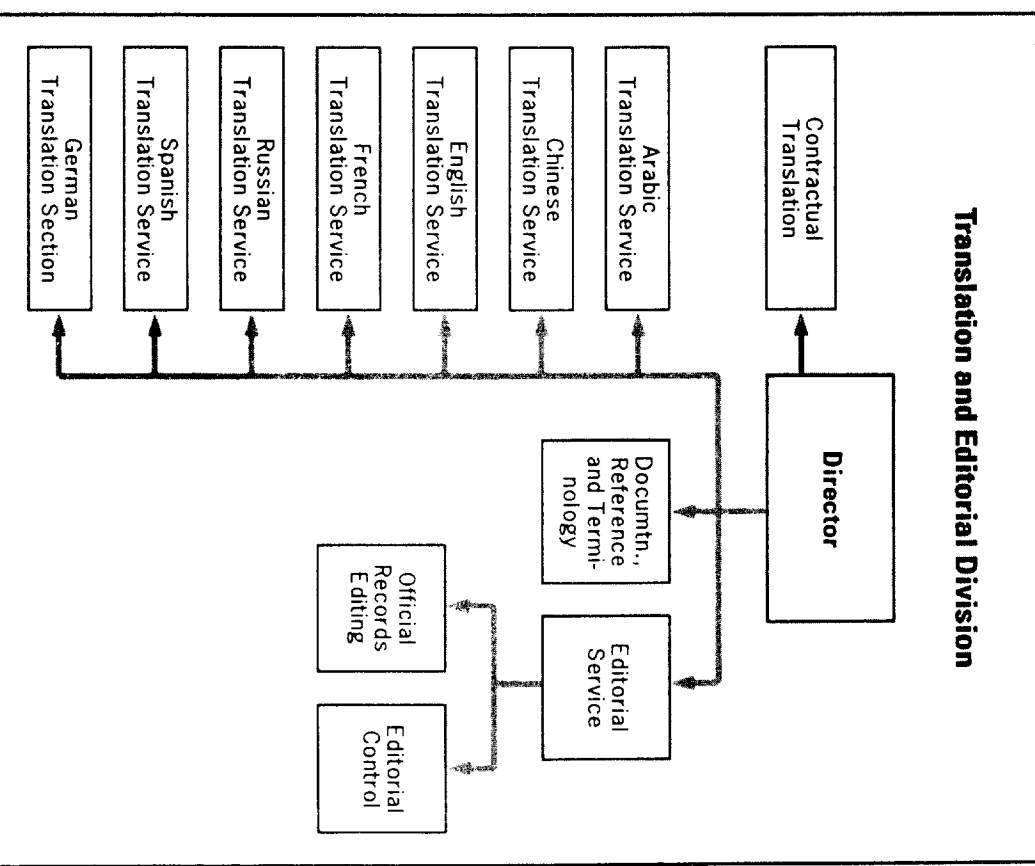 Translation and Editorial Division
Director
Contractual
Translation
Documtn.,
Reference
and Termi-
nology
Editorial
Service
Arabic
Translation Service
Chinese
Translation Service
English
Translation Service
French
Translation Service
Russian
Translation Service
Spanish
Translation Service
German
Translation Section
Official
Records
Editing
Editorial
Control